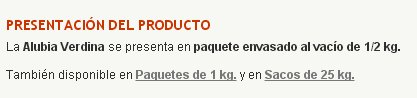 PRESENTACIÓN DEL PRODUCTO
La Alubia Verdina se presenta en paquete envasado al vacío de 1/2 kg.
También disponible en Paquetes de 1 kg. y en Sacos de 25 kg.